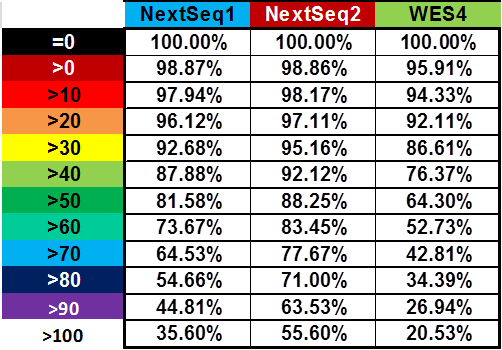 NextSeq1 NextSeq2 WES4
=0 100.00% 100.00% 100.00%
>0 98.87% 98.86% 95.91%
>10 97.94% 98.17% 94.33%
>20 96.12% 97.11% 92.11%
>30 92.68% 95.16% 86.61%
>40 87.88% 92.12% 76.37%
>50 81.58% 88.25% 64.30%
>60 73.67% 83.45% 52.73%
>70 64.53% 77.67% 42.81%
>80 54.66% 71.00% 34.39%
>90 44.81% 63.53% 26.94%
>100 35.60% 55.60% 20.53%